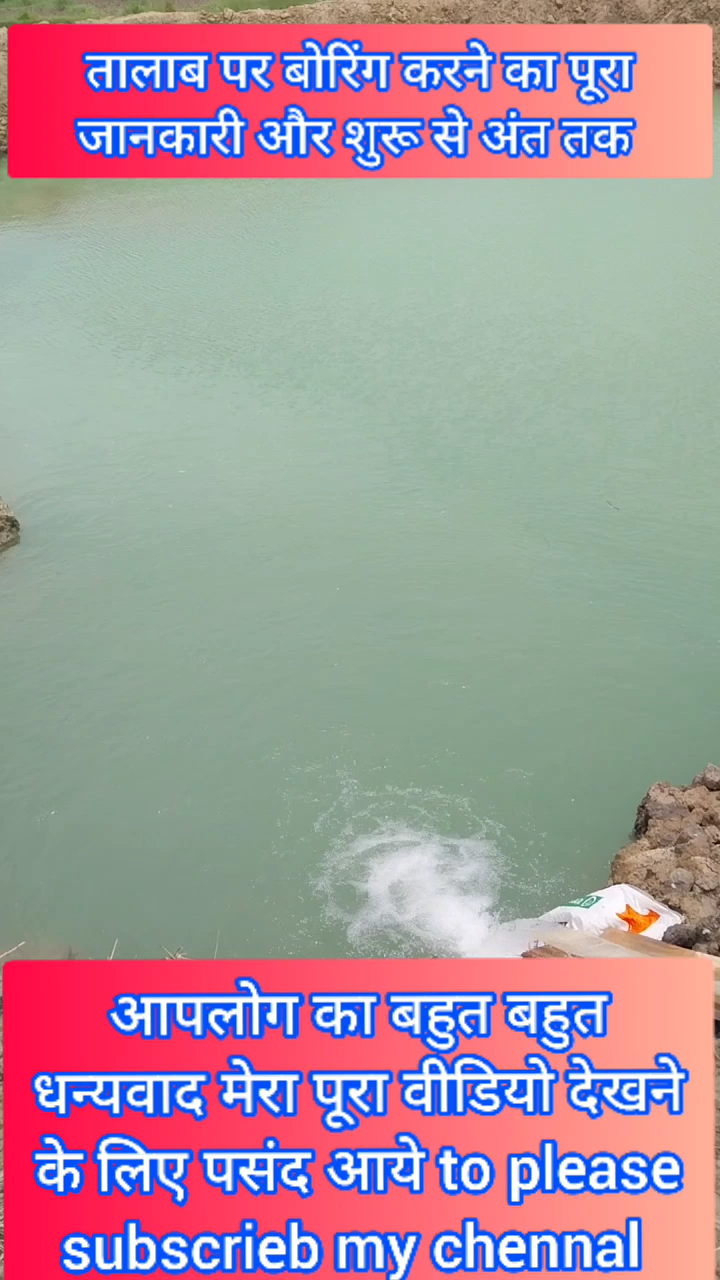 तालाब पर बोरिंग करने का पूरा
जानकारी और शुरू से अंत तक
आपलोग का बहुत बहुत
धन्यवाद मेरा पूरा वीडियो देखने
के लिए पसंद आये to please
subscrieb my chennal